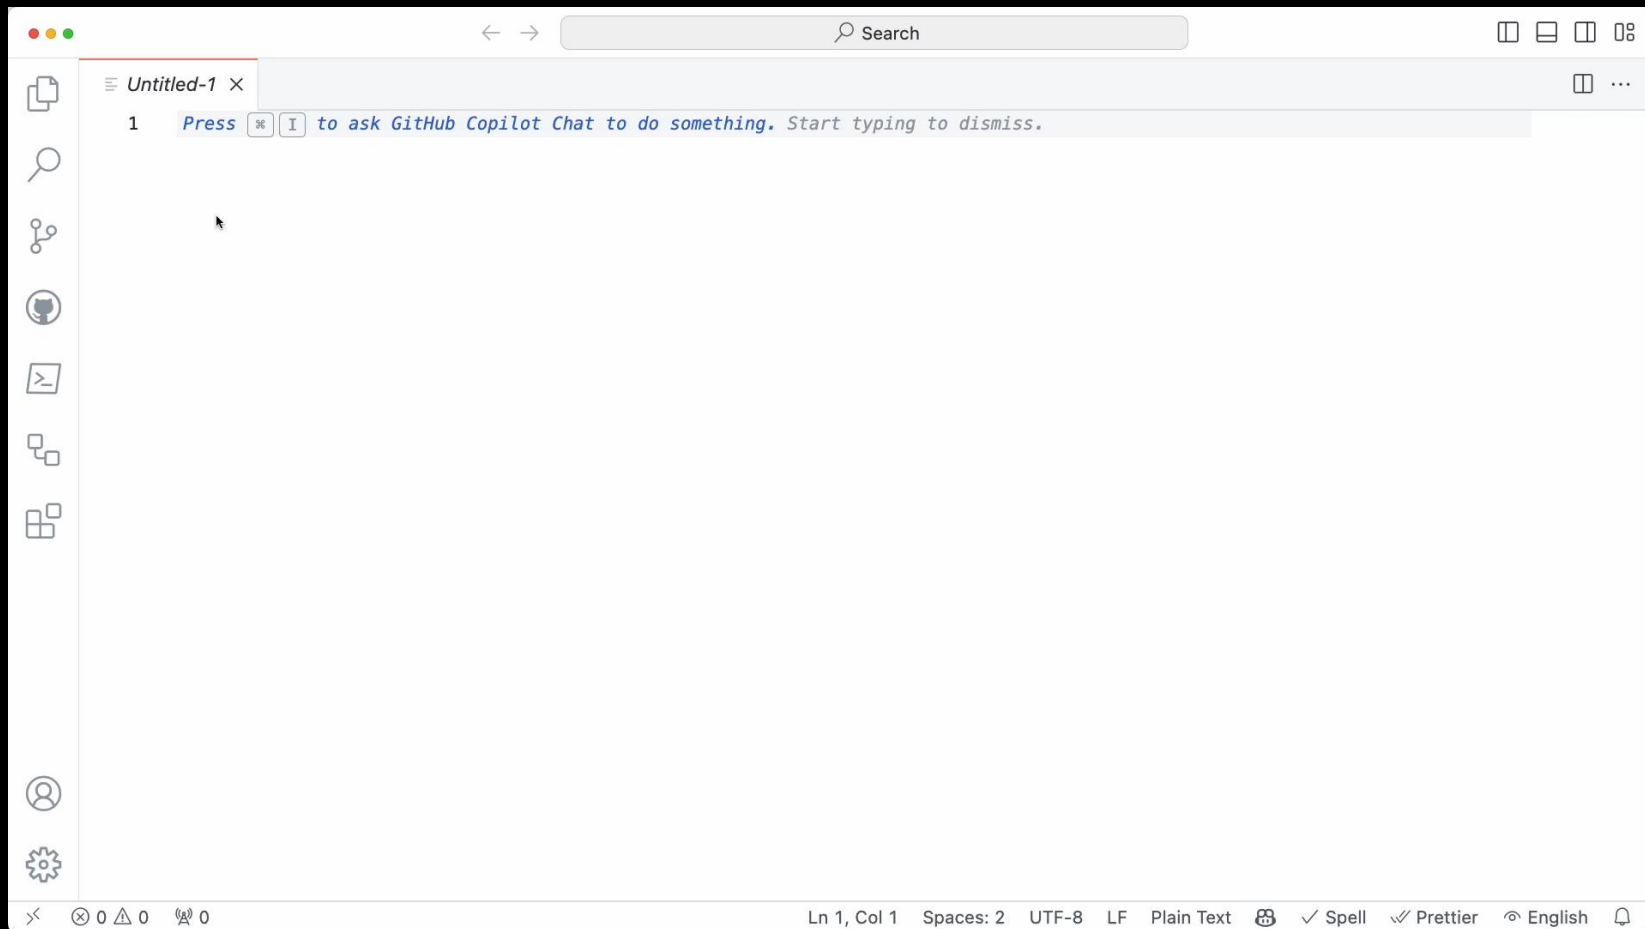 Search
Untitled-1
1 Press ⌘ I to ask GitHub Copilot Chat to do something. Start typing to dismiss.
0 0 0 Ln 1, Col 1 Spaces: 2 UTF-8 LF Plain Text Spell Prettier English